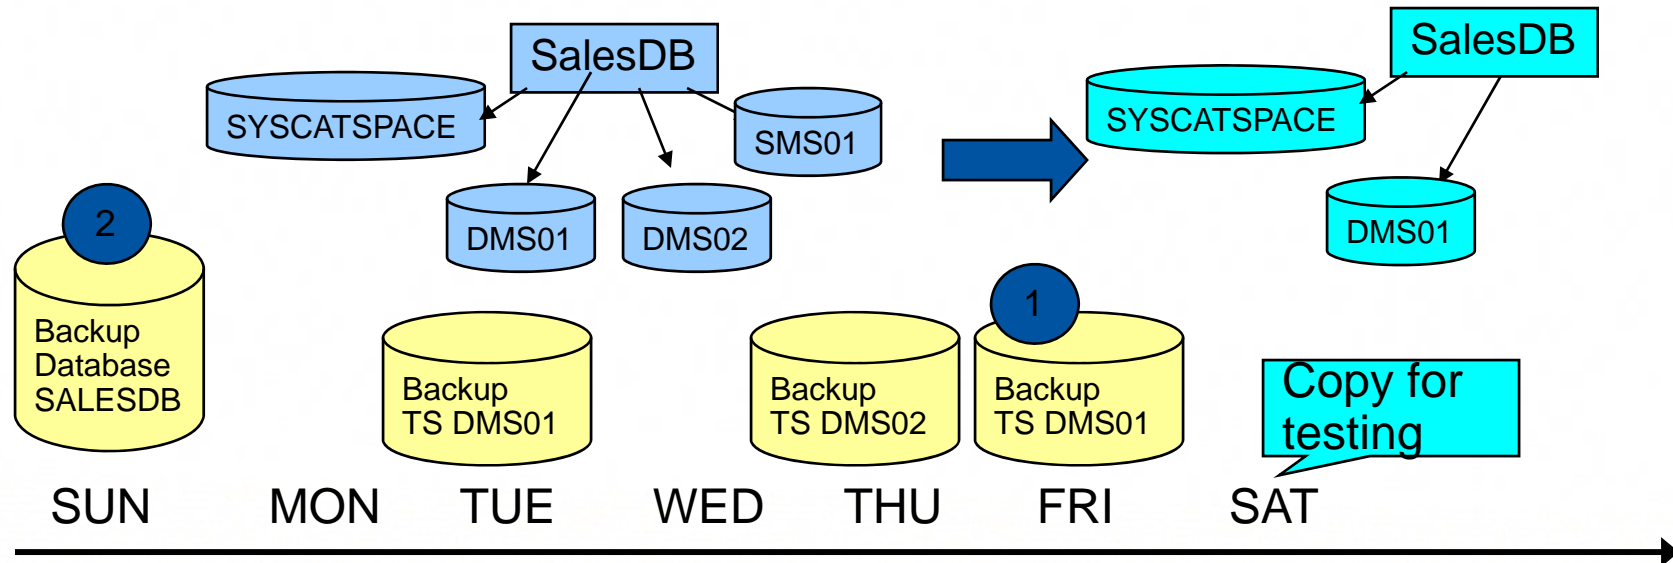 SalesDB
SYSCATSPACE
SMS01
DMS01
DMS02
SalesDB
SYSCATSPACE
DMS01
2
Backup
Database
SALESDB
Backup
TS DMS01
Backup
TS DMS02
1
Backup
TS DMS01
Copy for
testing
SUN MON TUE WED THU FRI SAT